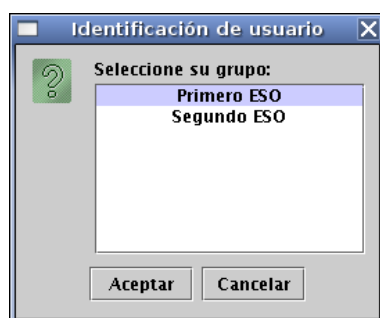 Identificación de usuario
Seleccione su grupo:
Primero ESO
Segundo ESO
Aceptar Cancelar